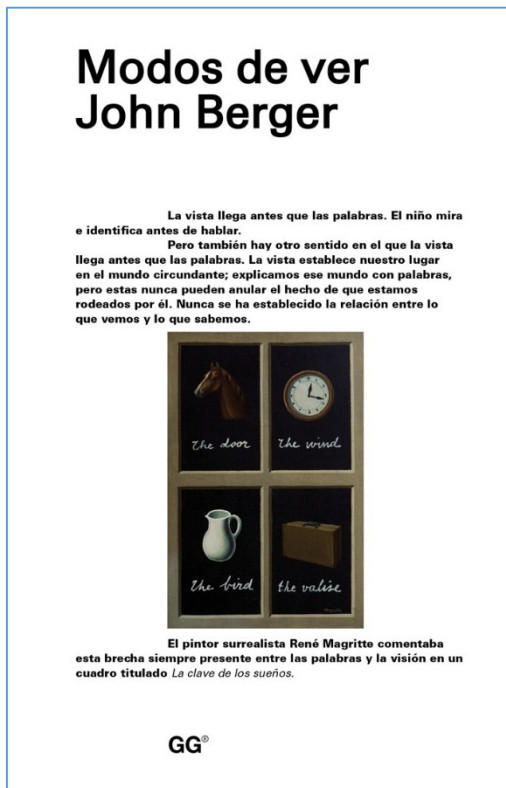 Modos de ver
John Berger
La vista llega antes que las palabras. El niño mira
e identifica antes de hablar.
Pero también hay otro sentido en el que la vista
llega antes que las palabras. La vista establece nuestro lugar
en el mundo circundante; explicamos ese mundo con palabras,
pero estas nunca pueden anular el hecho de que estamos
rodeados por él. Nunca se ha establecido la relación entre lo
que vemos y lo que sabemos.
The door
The wind
The bird
the valise
El pintor surrealista René Magritte comentaba
esta brecha siempre presente entre las palabras y la visión en un
cuadro titulado La clave de los sueños.
GG®